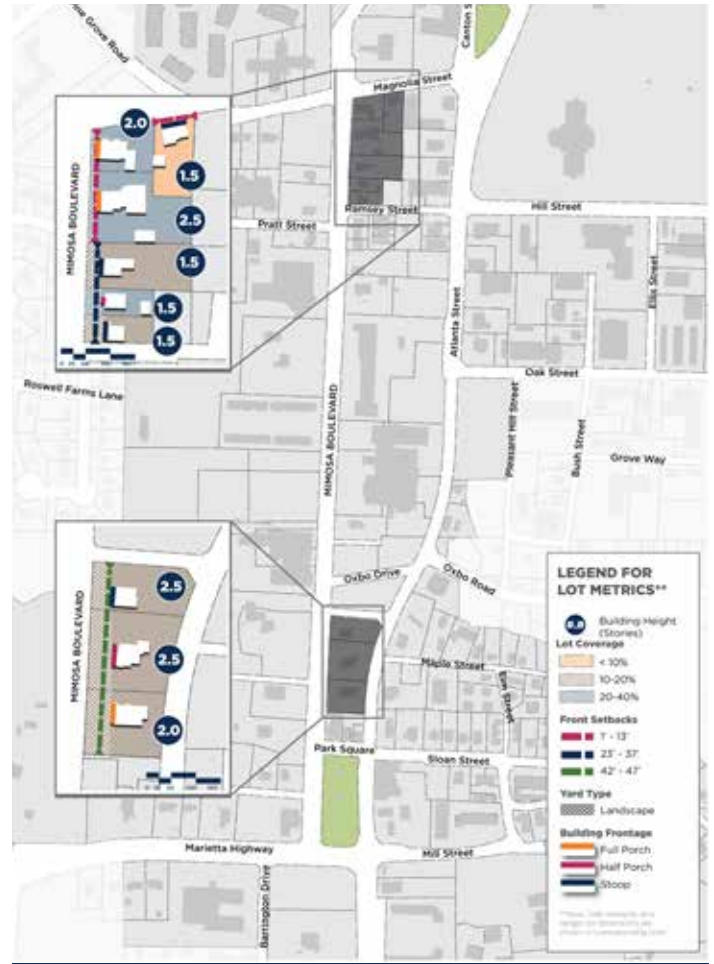 ine Grove Road
Canton S
Magnolia Street
2.0
1.5
2.5
1.5
1.5
1.5
MIMOSA BOULEVARD
Ramsey Street
Hill Street
Pratt Street
Ellis Street
Atlanta Street
Oak Street
Roswell Farms Lane
MIMOSA BOULEVARD
Pleasant Hill Street
Bush Street
Grove Way
Oxbo Drive
Oxbo Road
2.5
2.5
2.0
MIMOSA BOULEVARD
Maple Street
Elm Street
Park Square
Sloan Street
Marietta Highway
Mill Street
Barrington Drive
LEGEND FOR
LOT METRICS**
Building Height
(Stories)
Lot Coverage
< 10%
10-20%
20-40%
Front Setbacks
1' - 13'
23' - 37'
42' - 47'
Yard Type
Landscape
Building Frontage
Full Porch
Half Porch
Stoop